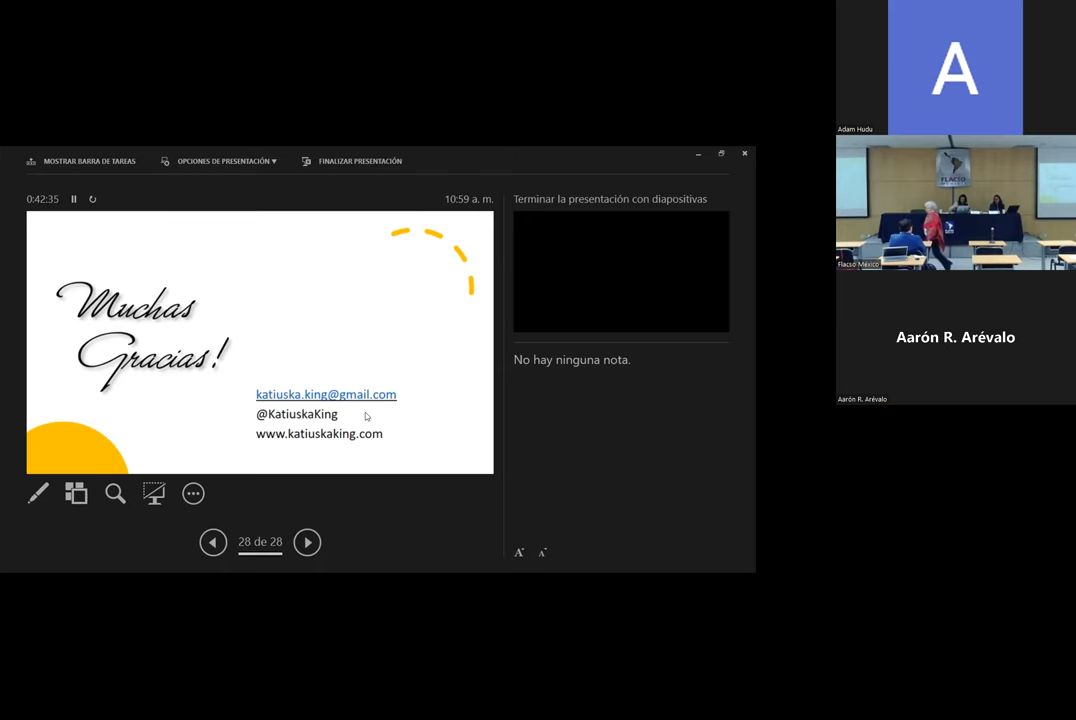 MOSTRAR BARRA DE TAREAS
OPCIONES DE PRESENTACIÓN ▼
FINALIZAR PRESENTACIÓN
0:42:35
10:59 a. m.
Muchas
Gracias!
katiuska.king@gmail.com
@KatiuskaKing
www.katiuskaking.com
28 de 28
Terminar la presentación con diapositivas
No hay ninguna nota.
A
A
A
Adam Hudu
FLACSO
Flacso México
Aarón R. Arévalo
Aarón R. Arévalo